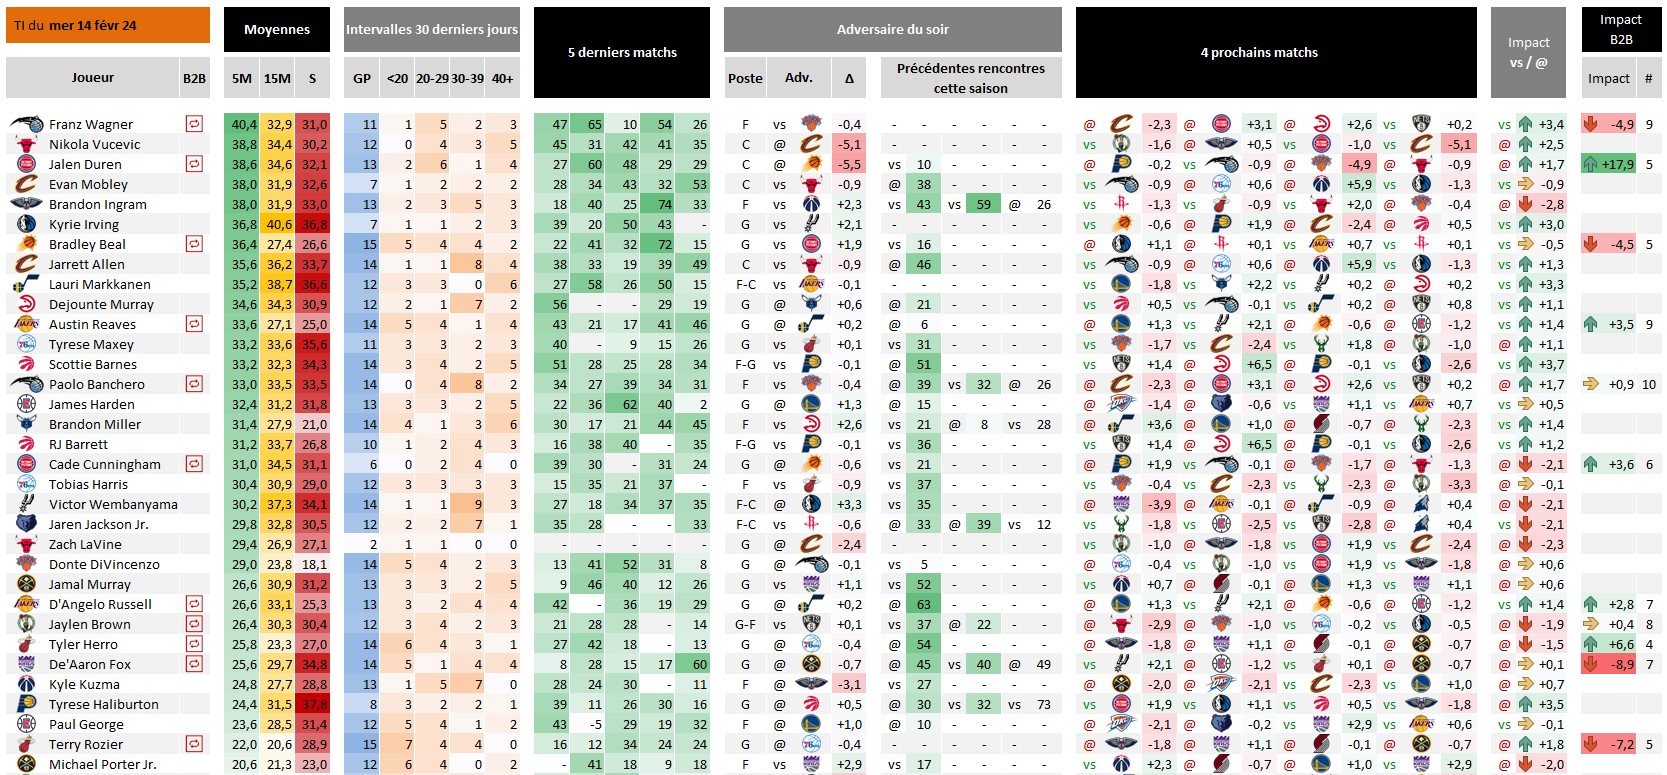 TI du mer 14 févr 24 Moyennes Intervalles 30 derniers jours 5 derniers matchs Adversaire du soir 4 prochains matchs Impact vs / @ Impact B2B
Joueur B2B 5M 15M S GP <20 20-29 30-39 40+ Poste Adv. Δ Précédentes rencontres cette saison Impact #
Franz Wagner 40,4 32,9 31,0 11 1 5 2 3 47 65 10 54 26 F vs -0,4 - - - - - @ -2,3 @ +3,1 @ +2,6 vs +0,2 vs +3,4 -4,9 9
Nikola Vucevic 38,8 34,4 30,2 12 0 4 3 5 45 31 42 41 35 C @ -5,1 - - - - - vs -1,6 @ +0,5 vs -1,0 vs -5,1 @ +2,5
Jalen Duren 38,6 34,6 32,1 13 2 6 1 4 27 60 48 29 29 C @ -5,5 vs 10 - - - - @ -0,2 vs -0,9 @ -4,9 @ -0,9 @ +1,7 +17,9 5
Evan Mobley 38,0 31,9 32,6 7 1 2 2 2 28 34 43 32 53 C vs -0,9 @ 38 - - - - vs -0,9 @ +0,6 @ +5,9 vs -1,3 vs -0,9
Brandon Ingram 38,0 31,9 33,0 13 2 3 5 3 18 40 25 74 33 F vs +2,3 vs 43 vs 59 @ 26 vs -1,3 vs -0,9 vs +2,0 @ -0,4 vs -2,8
Kyrie Irving 36,8 40,6 36,8 7 1 1 2 3 39 20 50 43 - G vs +2,1 - - - - - vs -0,6 @ +1,9 @ -2,4 @ +0,5 vs +3,0
Bradley Beal 36,4 27,4 26,6 15 5 4 4 2 22 41 32 72 15 G vs +1,9 vs 16 - - - - @ +1,1 @ +0,1 vs +0,7 vs +0,1 vs -0,5 -4,5 5
Jarrett Allen 35,6 36,2 33,7 14 1 1 8 4 38 33 19 39 49 C vs -0,9 @ 46 - - - - vs -0,9 @ +0,6 @ +5,9 vs -1,3 vs +1,3
Lauri Markkanen 35,2 38,7 36,6 12 3 3 0 6 27 58 26 50 15 F-C vs -0,1 - - - - - vs -1,8 vs +2,2 vs +0,2 @ +0,2 vs +3,3
Dejounte Murray 34,6 34,3 30,9 12 2 1 7 2 56 - - 29 19 G @ +0,6 @ 21 - - - - vs +0,5 vs -0,1 vs +0,2 @ +0,8 @ +1,1
Austin Reaves 33,6 27,1 25,0 14 5 4 1 4 43 21 17 41 46 G @ +0,2 @ 6 - - - - @ +1,3 vs +2,1 @ -0,6 @ -1,2 vs +1,4 +3,5 9
Tyrese Maxey 33,2 33,6 35,6 11 3 3 2 3 40 - 9 15 26 G vs +0,1 vs 31 - - - - vs -1,7 @ -2,4 vs +1,8 @ -1,0 @ +1,1
Scottie Barnes 33,2 32,3 34,3 14 3 4 2 5 51 28 25 28 34 F-G vs -0,1 @ 51 - - - - vs +1,4 @ +6,5 @ -0,1 vs -2,6 vs +3,7
Paolo Banchero 33,0 33,5 33,5 14 0 4 8 2 34 27 39 34 31 F vs -0,4 @ 39 vs 32 @ 26 @ -2,3 @ +3,1 @ +2,6 vs +0,2 @ +1,7 +0,9 10
James Harden 32,4 31,2 31,8 13 3 3 2 5 22 36 62 40 2 G @ +1,3 @ 15 - - - - @ -1,4 @ -0,6 vs +1,1 @ +0,7 vs +0,5
Brandon Miller 31,4 27,9 21,0 14 4 1 3 6 30 17 21 44 45 F vs +2,6 vs 21 @ 8 vs 28 @ +3,6 @ +1,0 @ -0,3 vs -2,3 vs +1,4
RJ Barrett 31,2 33,7 26,8 10 1 2 4 3 16 38 40 - 35 F-G vs -0,1 vs 36 - - - - vs +1,4 @ +6,5 @ -0,1 vs -2,6 vs +1,2
Cade Cunningham 31,0 34,5 31,1 6 0 2 4 0 39 30 - 31 24 G @ -0,6 vs 21 - - - - @ +1,9 vs -0,1 @ -1,7 @ -1,3 vs -2,1 +3,6 6
Tobias Harris 30,4 30,9 29,0 12 3 3 3 3 15 35 21 37 - F vs -0,9 vs 37 - - - - vs -0,4 @ -2,3 vs -2,3 @ -3,3 @ -0,1
Victor Wembanyama 30,2 37,3 34,1 14 1 1 9 3 27 18 34 37 35 F-C @ +3,3 vs 35 - - - - @ -3,9 @ -0,1 @ -0,9 @ +0,4 @ -2,1
Jaren Jackson Jr. 29,8 32,8 30,5 12 2 2 7 1 35 28 - - 33 F-C vs -0,6 @ 33 @ 39 vs 12 vs -1,8 vs -2,5 vs -2,8 @ +0,4 vs -2,1
Zach LaVine 29,4 26,9 27,1 2 1 1 0 0 - - - - - G @ -2,4 - - - - - vs -1,0 @ -1,8 vs +1,9 vs -2,4 @ -2,3
Donte DiVincenzo 29,0 23,8 18,1 14 5 4 2 3 13 41 52 31 8 G @ -0,1 vs 5 - - - - @ -0,4 vs -1,0 vs +1,9 vs -1,8 @ +0,6
Jamal Murray 26,6 30,9 31,2 13 3 3 2 5 9 46 40 12 26 G vs +1,1 vs 52 - - - - vs +0,7 @ -0,1 @ +1,3 vs +1,1 @ +0,6
D'Angelo Russell 26,6 33,1 25,3 13 3 2 4 4 42 - 36 19 29 G @ +0,2 @ 63 - - - - @ +1,3 vs +2,1 @ -0,6 @ -1,2 vs +1,4 +2,8 7
Jaylen Brown 26,4 30,3 30,4 12 3 4 2 3 21 28 28 - 14 G-F vs +0,1 vs 37 @ 22 - - @ -2,9 @ -1,0 vs -0,2 vs -0,5 @ -1,9 +0,4 8
Tyler Herro 25,8 23,3 27,0 14 6 4 3 1 27 42 18 - 13 G @ -0,4 @ 54 - - - - @ -1,8 @ +1,1 @ -0,1 vs -0,7 @ -1,5 +6,6 4
De'Aaron Fox 25,6 29,7 34,8 14 5 1 4 4 8 28 15 17 60 G @ -0,7 @ 45 vs 40 @ 49 vs +2,1 @ -1,2 vs +0,1 @ -0,7 @ +0,1 -8,9 7
Kyle Kuzma 24,8 27,7 28,8 13 1 5 7 0 28 24 30 - 11 F @ -3,1 vs 27 - - - - @ -2,0 @ -2,1 vs -2,3 @ +1,0 @ +0,7
Tyrese Haliburton 24,4 31,5 37,8 8 3 2 2 1 39 11 26 30 16 G @ +0,5 @ 30 vs 32 vs 73 vs +1,9 vs +1,1 vs +0,5 @ -1,8 @ +3,5
Paul George 23,6 28,5 31,4 12 5 4 1 2 43 -5 29 19 32 F @ +1,0 @ 10 - - - - @ -2,1 @ -0,2 vs +2,9 @ +0,6 vs -0,1
Terry Rozier 22,0 20,6 28,9 15 7 4 4 0 16 12 34 24 24 G @ -0,4 - - - - - @ -1,8 @ +1,1 @ -0,1 vs -0,7 @ +1,8 -7,2 5
Michael Porter Jr. 20,6 21,3 23,0 12 6 4 0 2 - 41 18 9 18 F vs +2,9 vs 17 - - - - vs +2,3 @ -0,7 @ +1,0 vs +2,9 @ -2,0